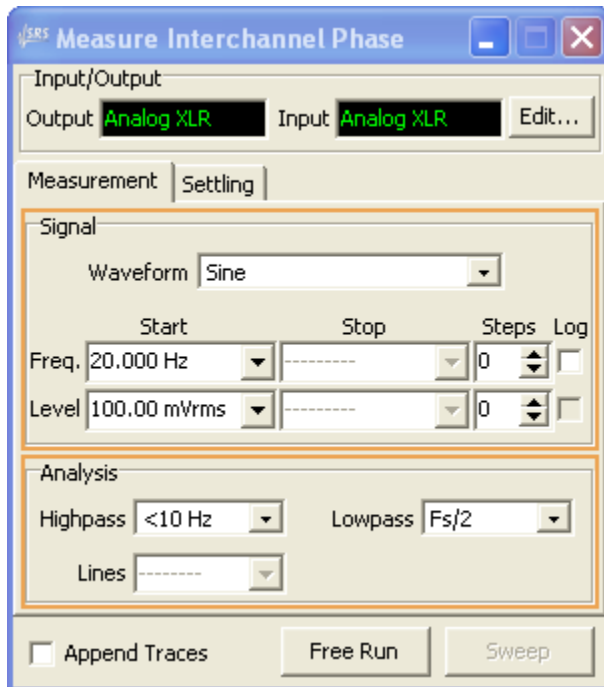 SRS Measure Interchannel Phase
Input/Output
Output Analog XLR Input Analog XLR Edit...
Measurement Settling
Signal
Waveform Sine
Start Stop Steps Log
Freq. 20.000 Hz --------- 0
Level 100.00 mVrms --------- 0
Analysis
Highpass <10 Hz Lowpass Fs/2
Lines -------
Append Traces Free Run Sweep